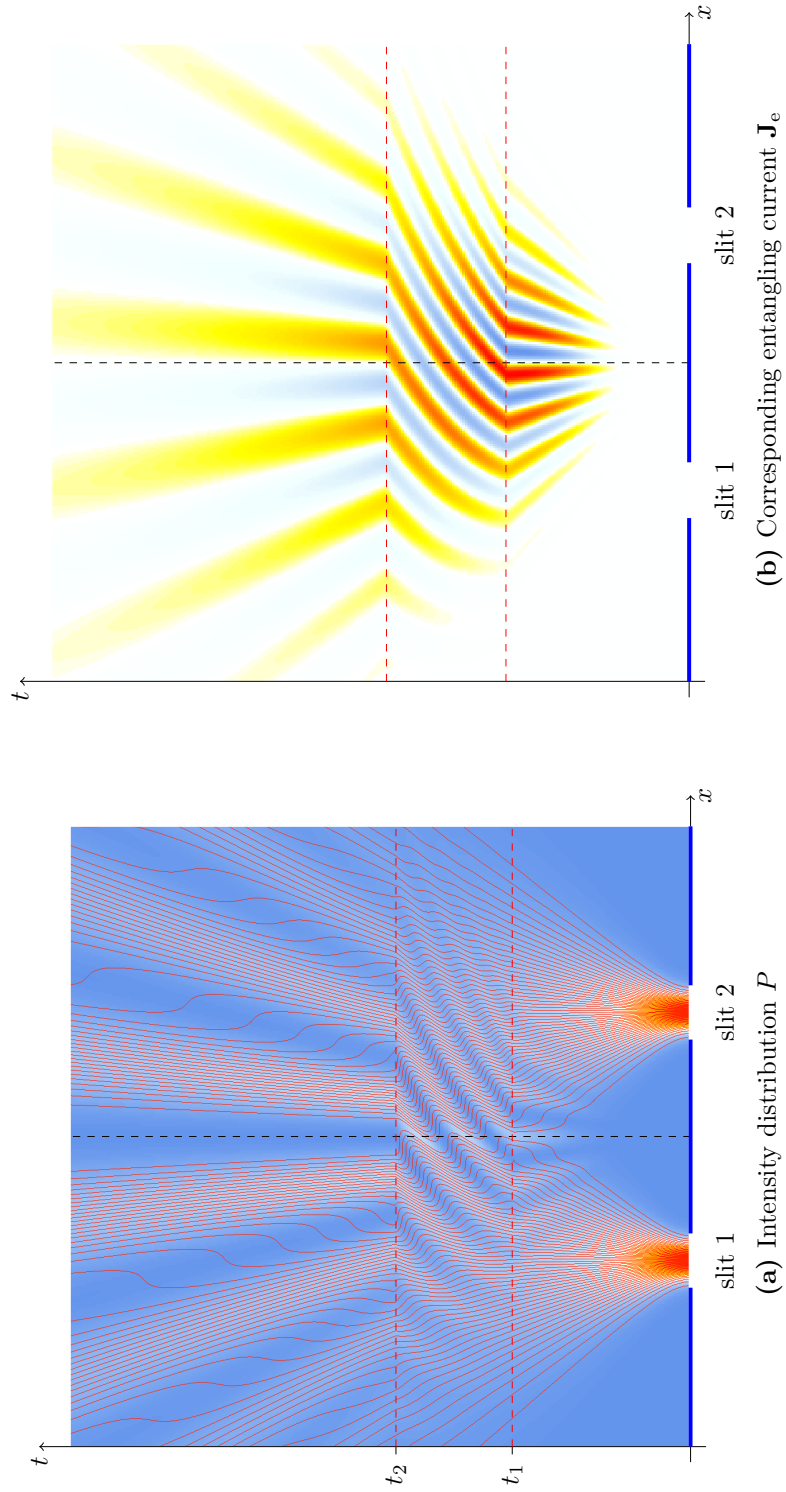 t
t₂
t₁
x
slit 1
slit 2
(a) Intensity distribution P
t
x
slit 1
slit 2
(b) Corresponding entangling current Jₑ